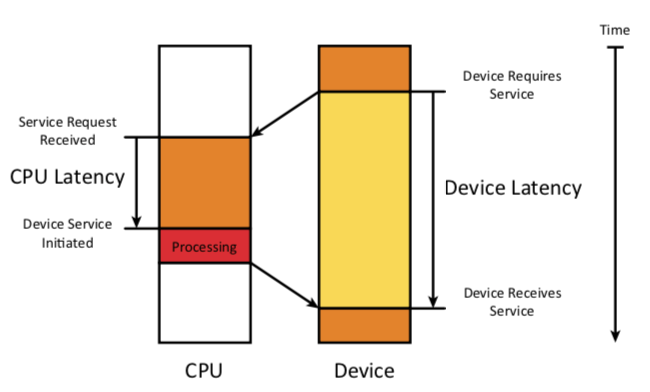 Time
Device Requires
Service
Service Request
Received
CPU Latency
Device Latency
Device Service
Initiated
Processing
Device Receives
Service
CPU
Device